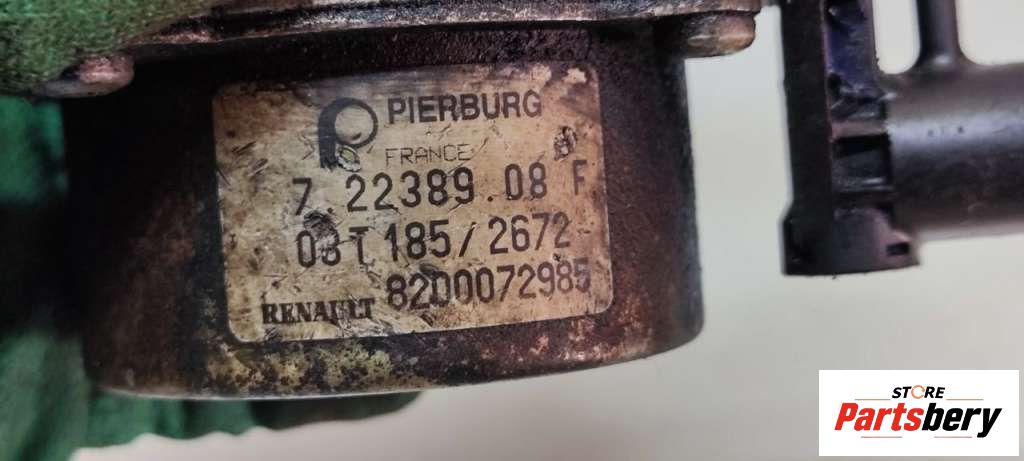 PIERBURG
FRANCE
7.22389.08 F
03T 185/2672
RENAULT 8200072985
STORE
Partsbery